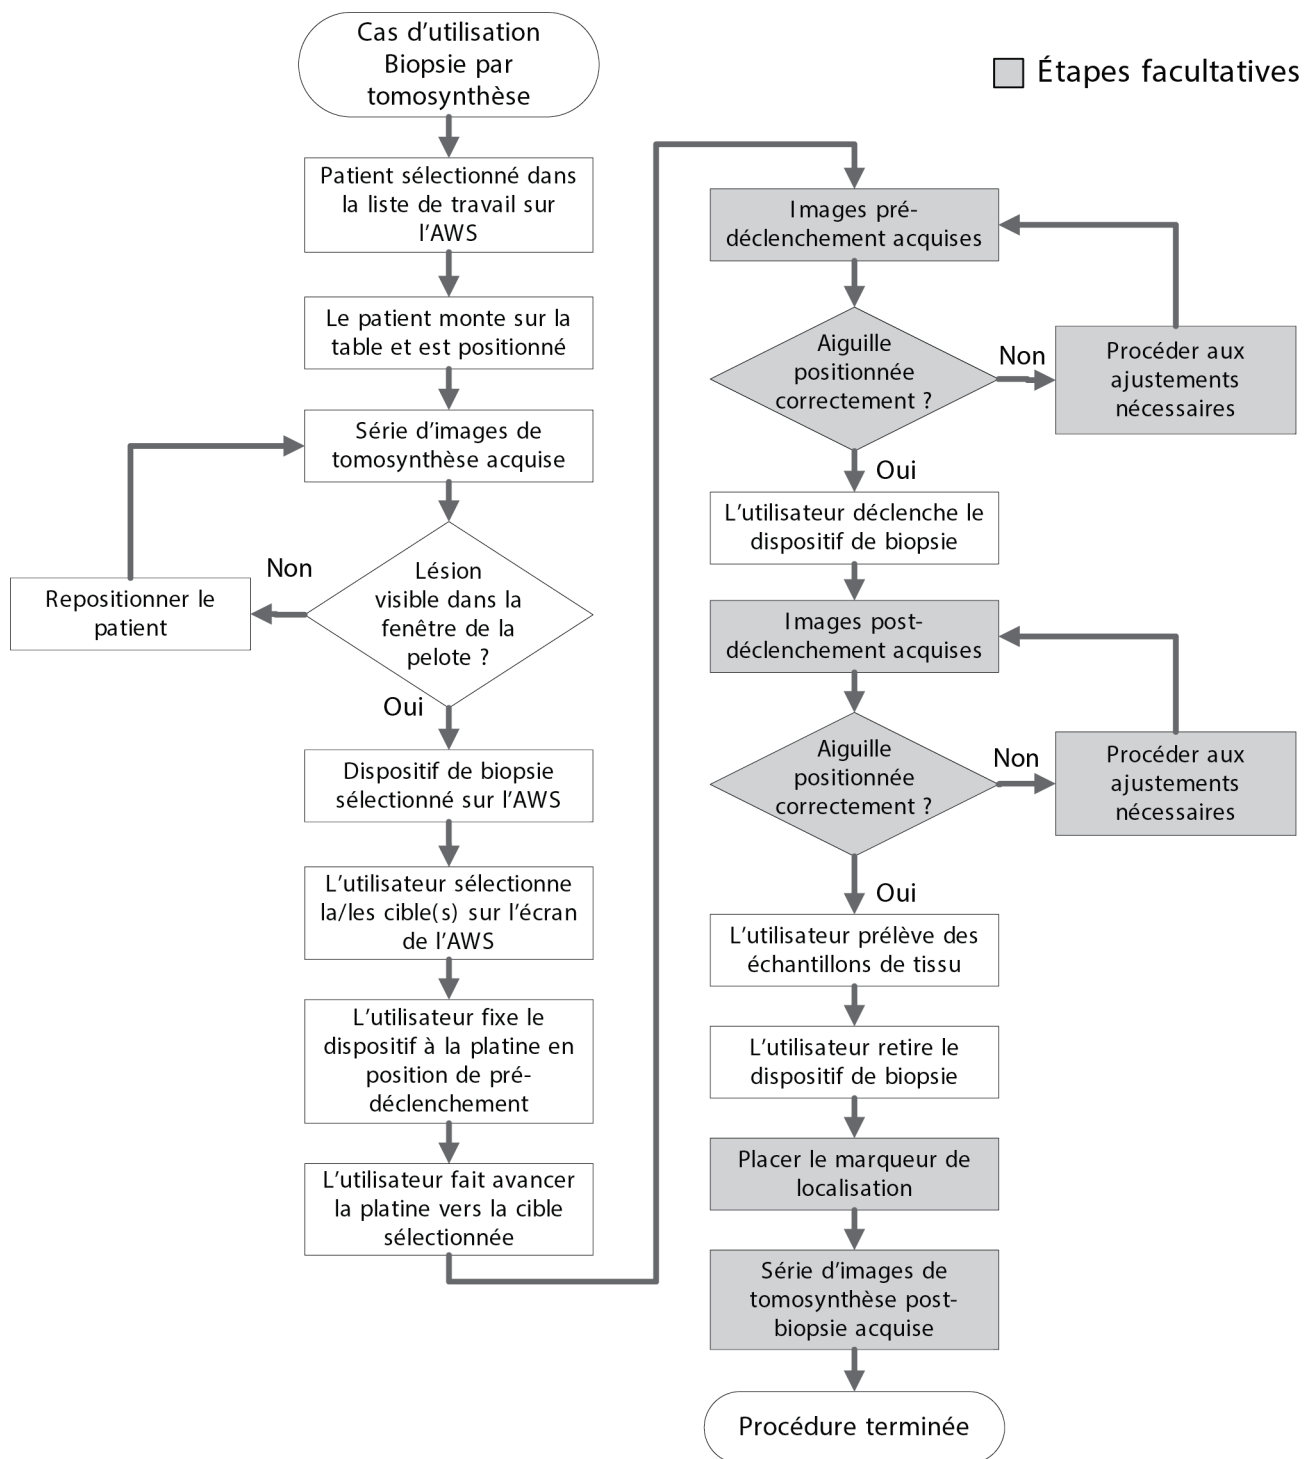 Cas d’utilisation
Biopsie par
tomosynthèse
Étapes facultatives
Patient sélectionné dans
la liste de travail sur
l’AWS
Le patient monte sur la
table et est positionné
Série d’images de
tomosynthèse acquise
Lésion
visible dans la
fenêtre de la
pelote ?
Non
Repositionner le
patient
Oui
Dispositif de biopsie
sélectionné sur l’AWS
L’utilisateur sélectionne
la/les cible(s) sur l’écran
de l’AWS
L’utilisateur fixe le
dispositif à la platine en
position de pré-
déclenchement
L’utilisateur fait avancer
la platine vers la cible
sélectionnée
Images pré-
déclenchement acquises
Aiguille
positionnée
correctement ?
Non
Procéder aux
ajustements
nécessaires
Oui
L’utilisateur déclenche le
dispositif de biopsie
Images post-
déclenchement acquises
Aiguille
positionnée
correctement ?
Non
Procéder aux
ajustements
nécessaires
Oui
L’utilisateur prélève des
échantillons de tissu
L’utilisateur retire le
dispositif de biopsie
Placer le marqueur de
localisation
Série d’images de
tomosynthèse post-
biopsie acquise
Procédure terminée